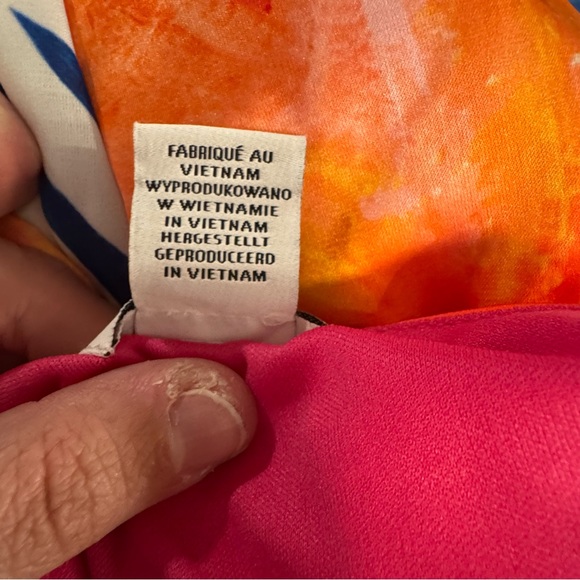 FABRIQUÉ AU
VIETNAM
WYPRODUKOWANO
W WIETNAMIE
IN VIETNAM
HERGESTELLT
GEPRODUCEERD
IN VIETNAM